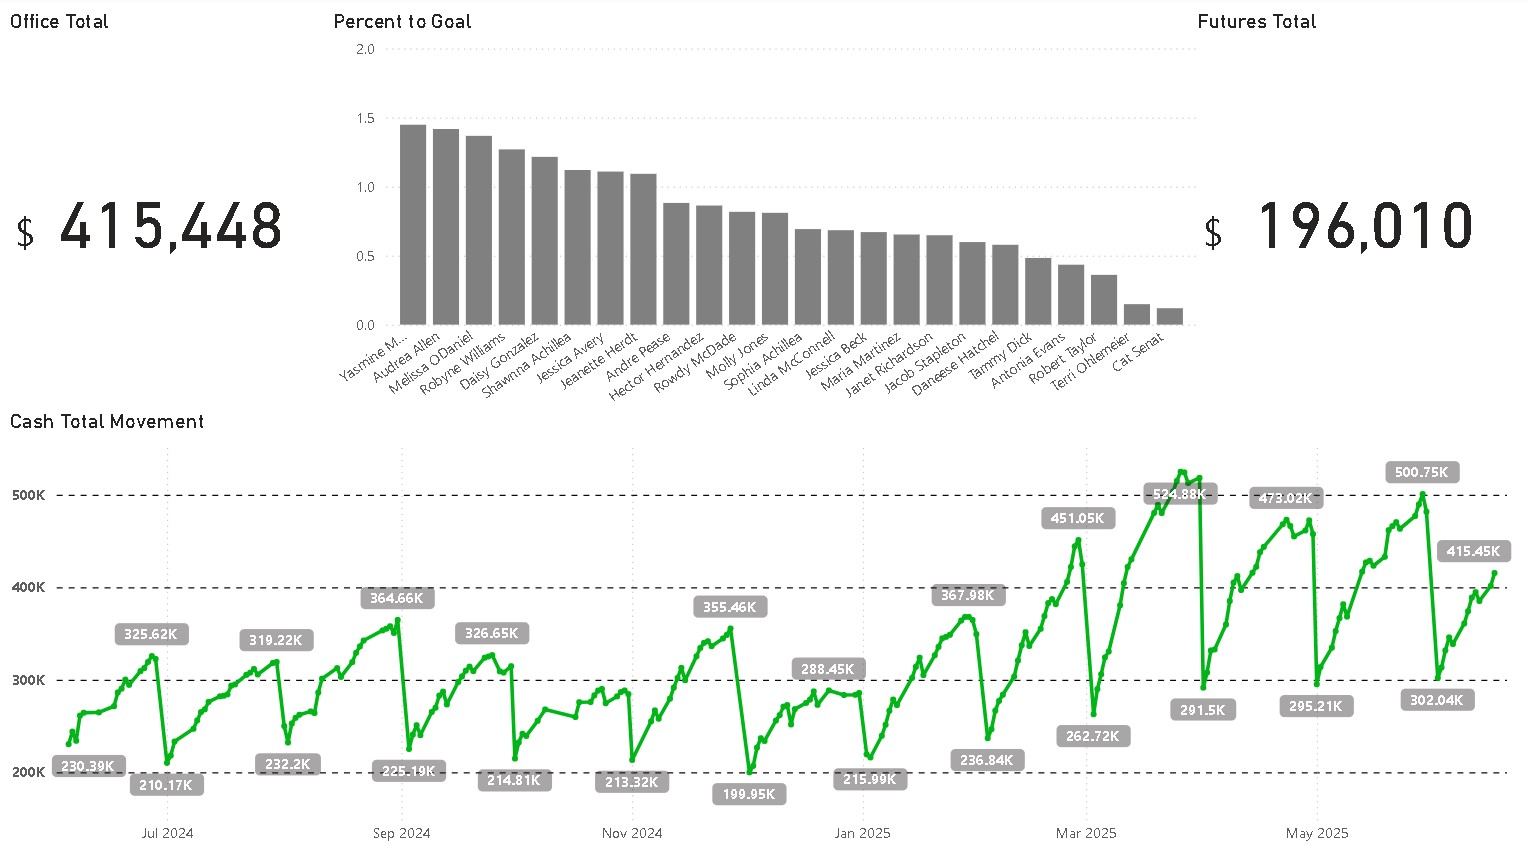 Office Total
Percent to Goal
Futures Total
2.0
1.5
1.0
0.5
0.0
$ 415,448
$ 196,010
Yasmine M...
Audrea Allen
Melissa ODaniel
Robyne Williams
Daisy Gonzalez
Shawnna Achillea
Jessica Avery
Jeanette Herdt
Andre Pease
Hector Hernandez
Rowdy McDade
Molly Jones
Sophia Achillea
Linda McConnell
Jessica Beck
Maria Martinez
Janet Richardson
Jacob Stapleton
Daneese Hatchel
Tammy Dick
Antonia Evans
Robert Taylor
Terri Ohlemeier
Cat Senat
Cash Total Movement
500K
400K
300K
200K
230.39K
325.62K
210.17K
319.22K
232.2K
364.66K
225.19K
326.65K
214.81K
213.32K
355.46K
199.95K
288.45K
215.99K
367.98K
236.84K
451.05K
262.72K
524.88K
291.5K
473.02K
295.21K
500.75K
302.04K
415.45K
Jul 2024
Sep 2024
Nov 2024
Jan 2025
Mar 2025
May 2025